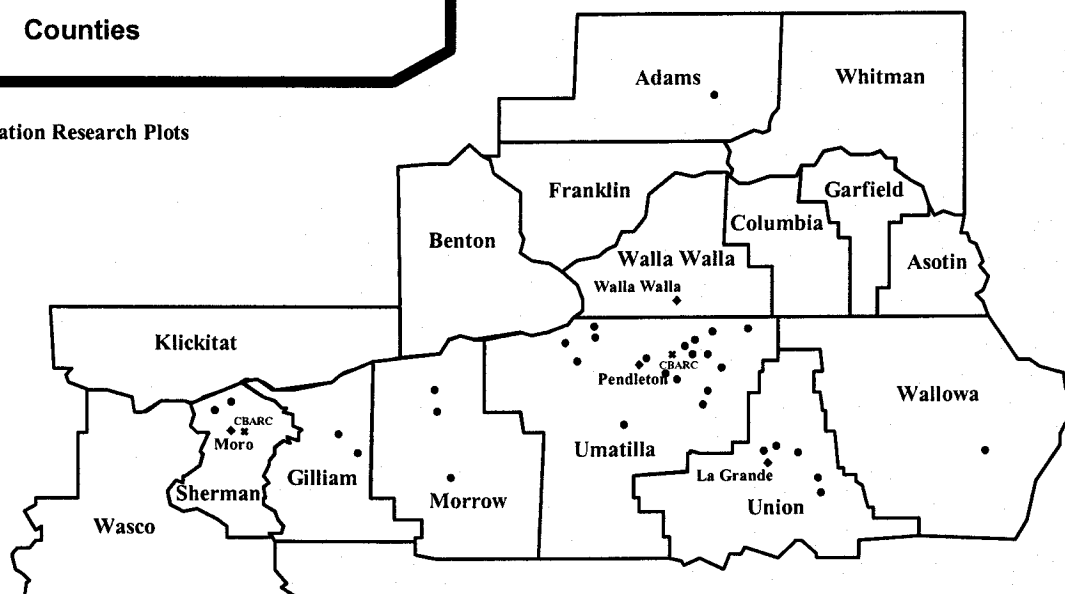 Counties
ation Research Plots
Adams
Whitman
Franklin
Garfield
Columbia
Benton
Walla Walla
Asotin
Walla Walla
Klickitat
CBARC
Pendleton
Wallowa
CBARC
Moro
Umatilla
La Grande
Gilliam
Sherman
Morrow
Union
Wasco